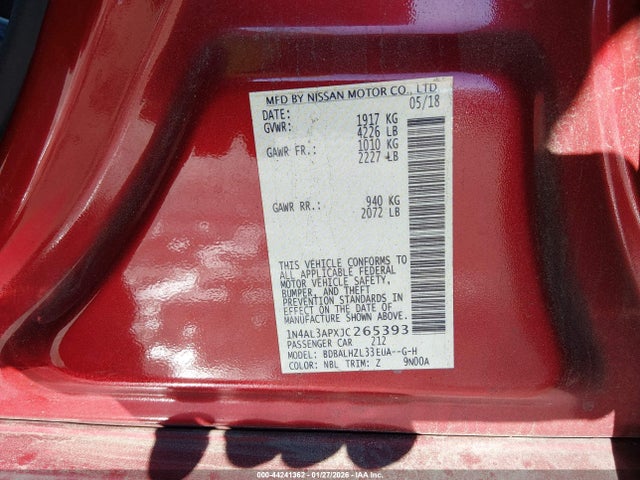 MFD BY NISSAN MOTOR CO., LTD
DATE: 05/18
GVWR: 1917 KG
4226 LB
GAWR FR.: 1010 KG
2227 LB
GAWR RR.: 940 KG
2072 LB
THIS VEHICLE CONFORMS TO
ALL APPLICABLE FEDERAL
MOTOR VEHICLE SAFETY,
BUMPER, AND THEFT
PREVENTION STANDARDS IN
EFFECT ON THE DATE OF
MANUFACTURE SHOWN ABOVE.
1N4AL3APXJC265393
PASSENGER CAR 212
MODEL: BDBALHZL33EUA--G-H
COLOR: NBL TRIM: Z 9N00A
000-44241362 - 01/27/2026 - IAA Inc.